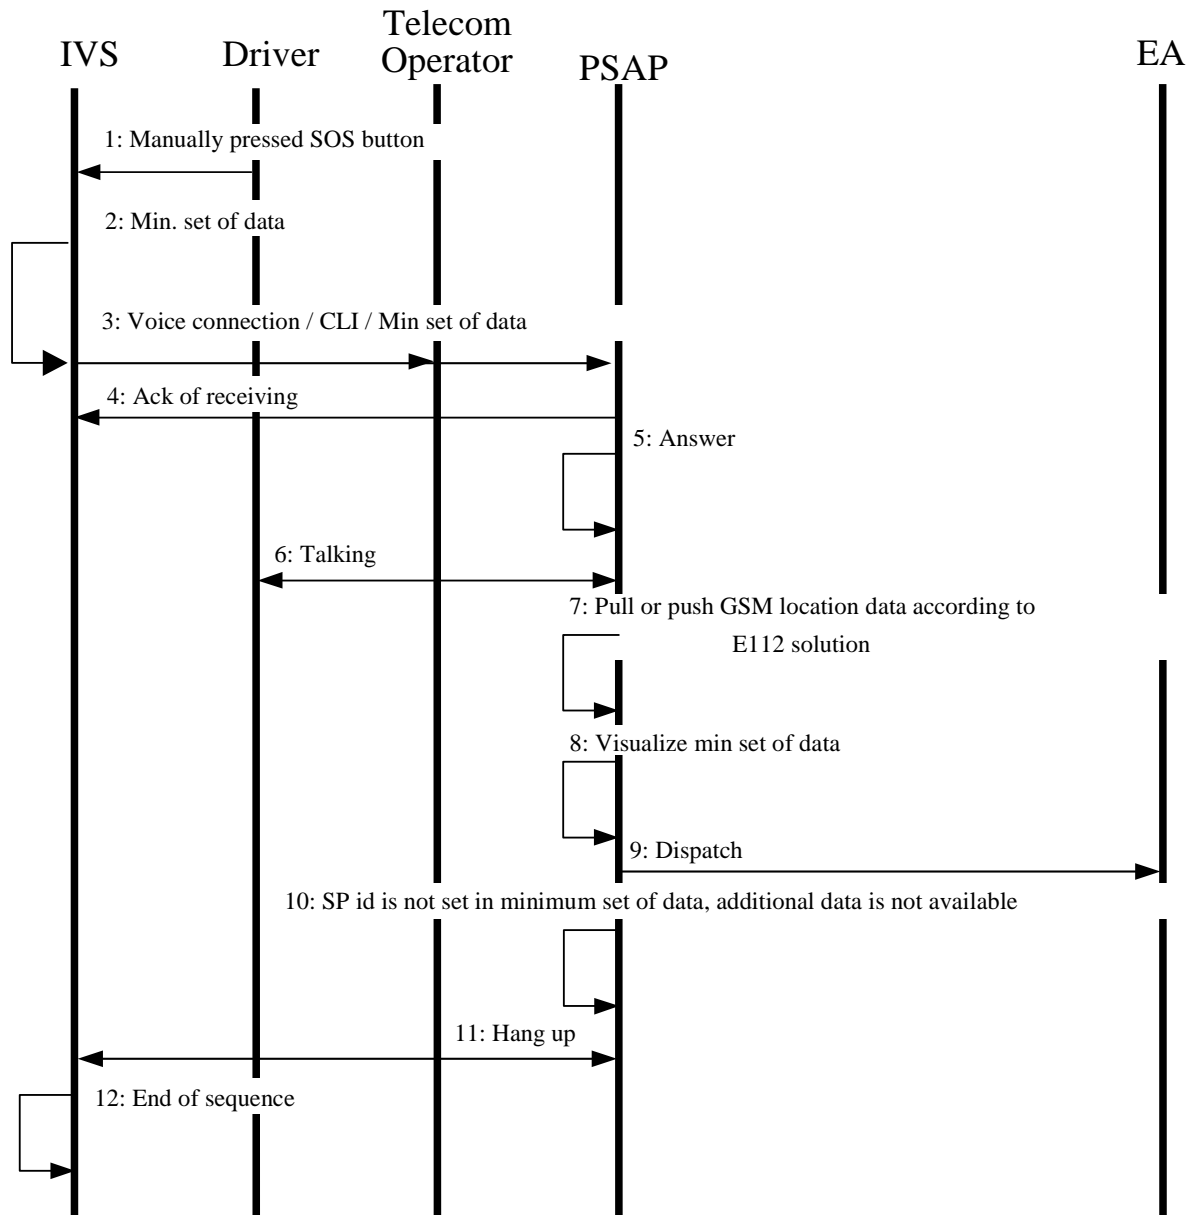 IVS
Driver
Telecom
Operator
PSAP
EA
1: Manually pressed SOS button
2: Min. set of data
3: Voice connection / CLI / Min set of data
4: Ack of receiving
5: Answer
6: Talking
7: Pull or push GSM location data according to
E112 solution
8: Visualize min set of data
9: Dispatch
10: SP id is not set in minimum set of data, additional data is not available
11: Hang up
12: End of sequence